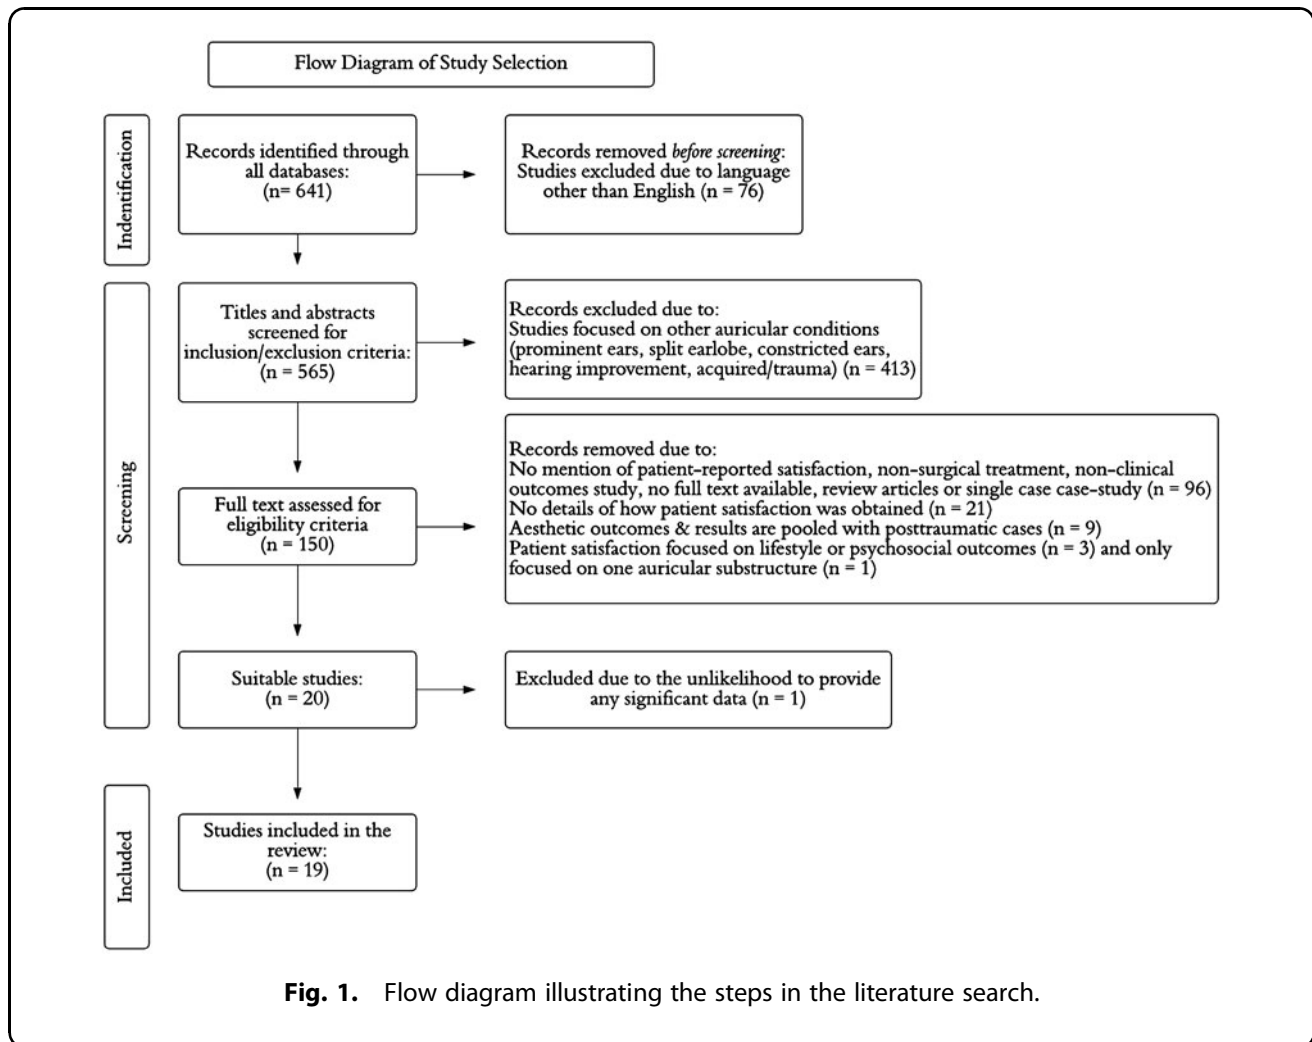 Flow Diagram of Study Selection
Indentification
Records identified through
all databases:
(n= 641)
Records removed before screening:
Studies excluded due to language
other than English (n = 76)
Screening
Titles and abstracts
screened for
inclusion/exclusion criteria:
(n = 565)
Records excluded due to:
Studies focused on other auricular conditions
(prominent ears, split earlobe, constricted ears,
hearing improvement, acquired/trauma) (n = 413)
Full text assessed for
eligibility criteria
(n = 150)
Records removed due to:
No mention of patient-reported satisfaction, non-surgical treatment, non-clinical
outcomes study, no full text available, review articles or single case case-study (n = 96)
No details of how patient satisfaction was obtained (n = 21)
Aesthetic outcomes & results are pooled with posttraumatic cases (n = 9)
Patient satisfaction focused on lifestyle or psychosocial outcomes (n = 3) and only
focused on one auricular substructure (n = 1)
Suitable studies:
(n = 20)
Excluded due to the unlikelihood to provide
any significant data (n = 1)
Included
Studies included in the
review:
(n = 19)
Fig. 1. Flow diagram illustrating the steps in the literature search.